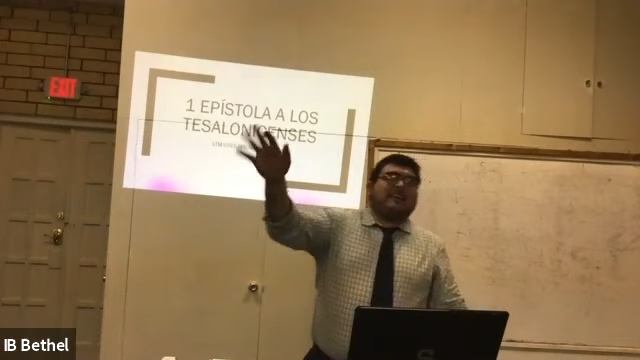 EXIT
1 EPÍSTOLA A LOS
TESALONICENSES
IB Bethel